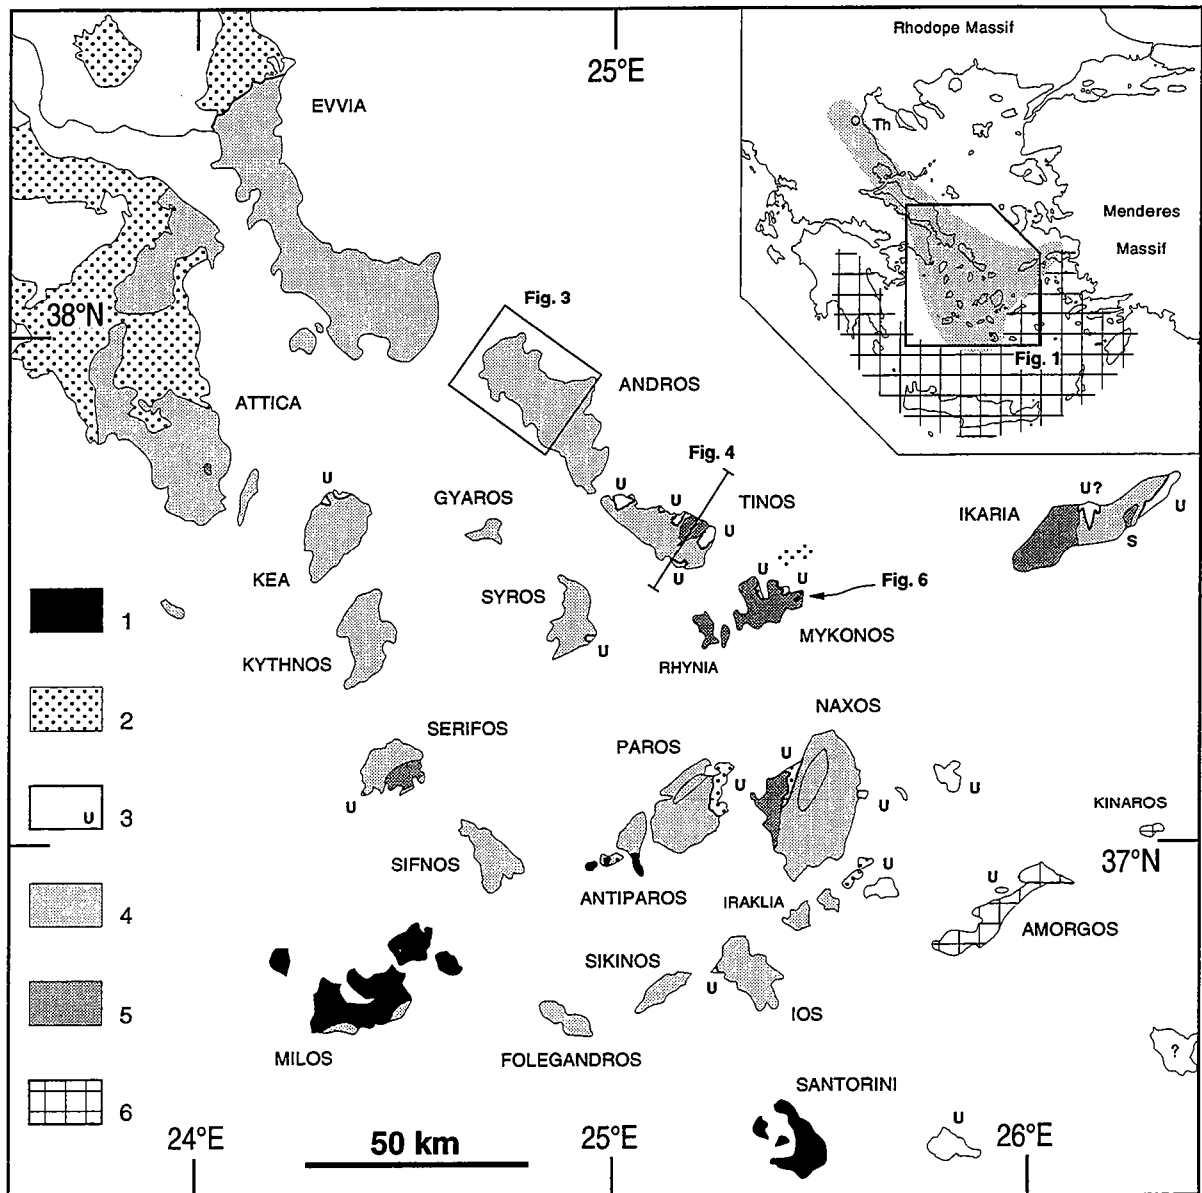 Rhodope Massif
25°E
EVVIA
Th
Menderes
Massif
Fig. 3
38°N
Fig. 1
ANDROS
ATTICA
Fig. 4
U
U
U
GYAROS
TINOS
U?
IKARIA
U
U
S
KEA
U
U
U
Fig. 6
1
SYROS
MYKONOS
KYTHNOS
U
RHYNIA
2
NAXOS
SERIFOS
PAROS
U
U
U
U
U
3
U
KINAROS
37°N
SIFNOS
U
U
ANTIPAROS
IRAKLIA
4
AMORGOS
SIKINOS
U
5
IOS
MILOS
FOLEGANDROS
?
SANTORINI
6
U
24°E
50 km
25°E
26°E